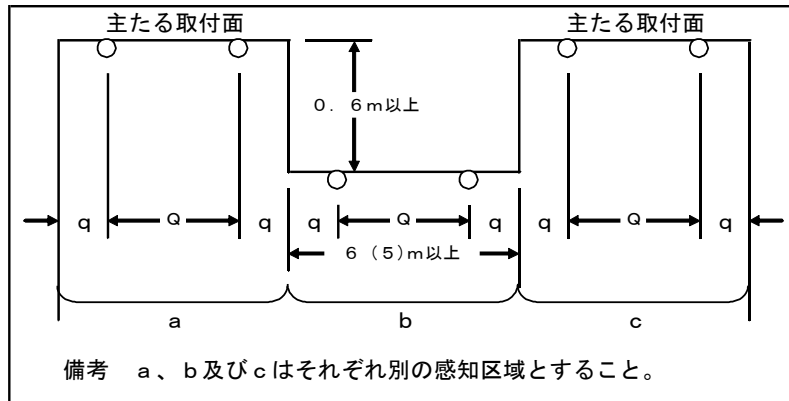 主たる取付面 主たる取付面
０．６ｍ以上
ｑ Ｑ ｑ ｑ Ｑ ｑ ｑ Ｑ ｑ
６（５）ｍ以上
ａ ｂ ｃ
備考　ａ、ｂ及びｃはそれぞれ別の感知区域とすること。